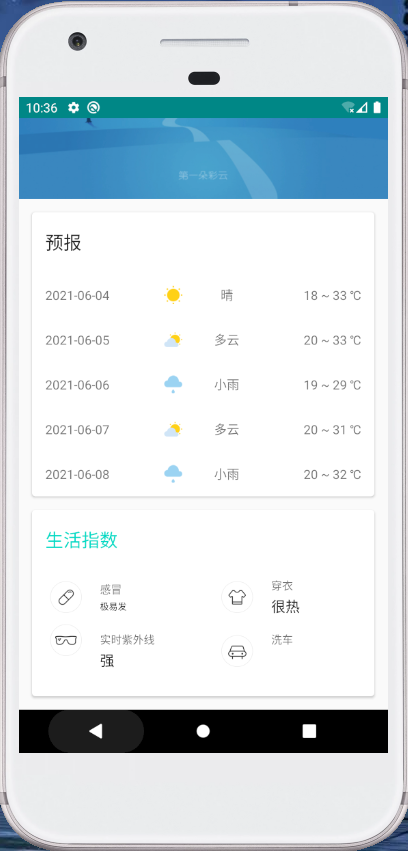 10:36
第一朵彩云
预报
2021-06-04 晴 18 ~ 33 ℃
2021-06-05 多云 20 ~ 33 ℃
2021-06-06 小雨 19 ~ 29 ℃
2021-06-07 多云 20 ~ 31 ℃
2021-06-08 小雨 20 ~ 32 ℃
生活指数
感冒
极易发
穿衣
很热
实时紫外线
强
洗车